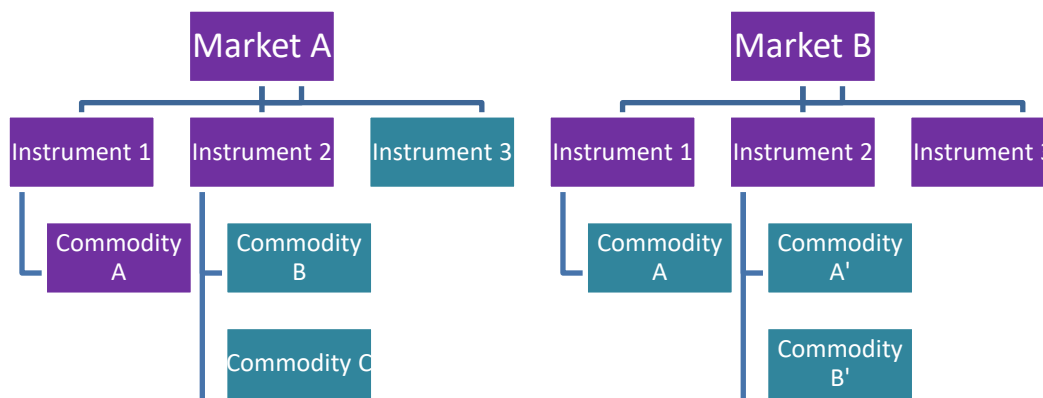 Market A
Market B
Instrument 1
Instrument 2
Instrument 3
Instrument 1
Instrument 2
Instrument 3
Commodity
A
Commodity
B
Commodity
A
Commodity
A'
Commodity C
Commodity
B'